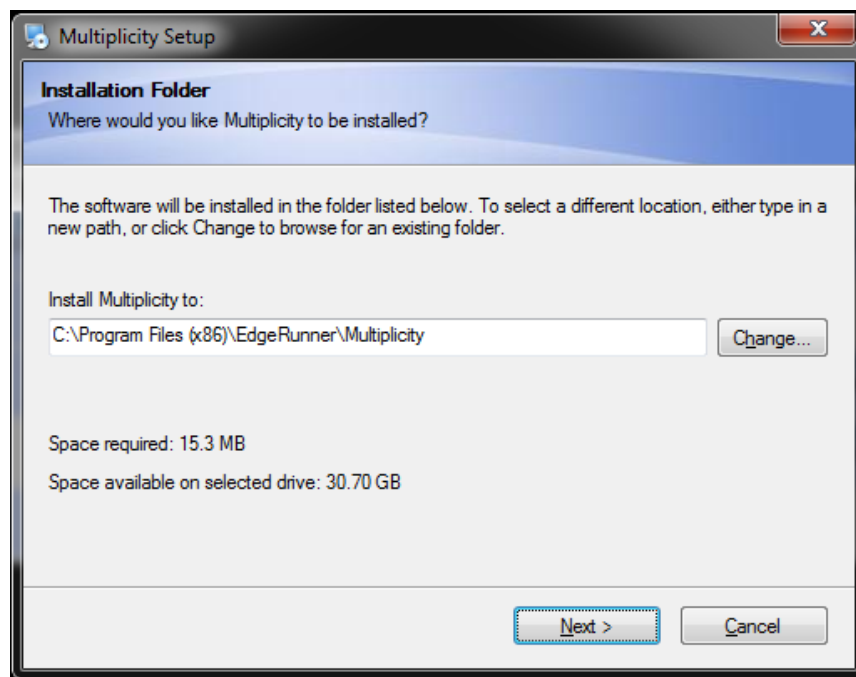 Multiplicity Setup
Installation Folder
Where would you like Multiplicity to be installed?
The software will be installed in the folder listed below. To select a different location, either type in a
new path, or click Change to browse for an existing folder.
Install Multiplicity to:
C:\Program Files (x86)\EdgeRunner\Multiplicity
Change...
Space required: 15.3 MB
Space available on selected drive: 30.70 GB
Next >
Cancel